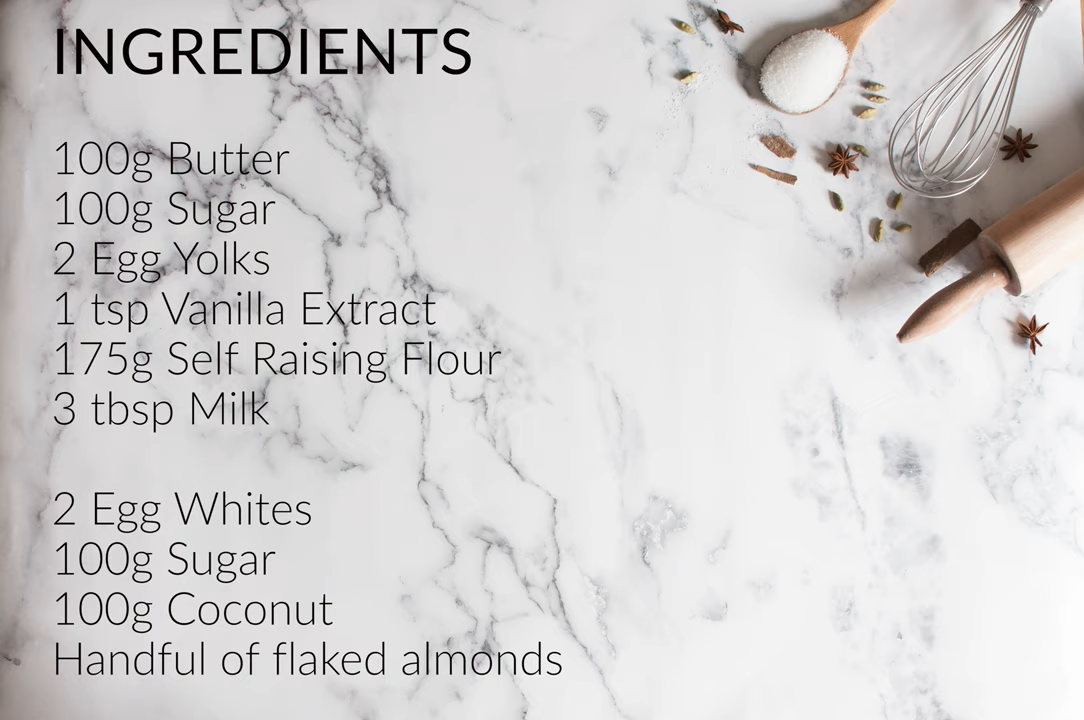 INGREDIENTS
100g Butter
100g Sugar
2 Egg Yolks
1 tsp Vanilla Extract
175g Self Raising Flour
3 tbsp Milk
2 Egg Whites
100g Sugar
100g Coconut
Handful of flaked almonds